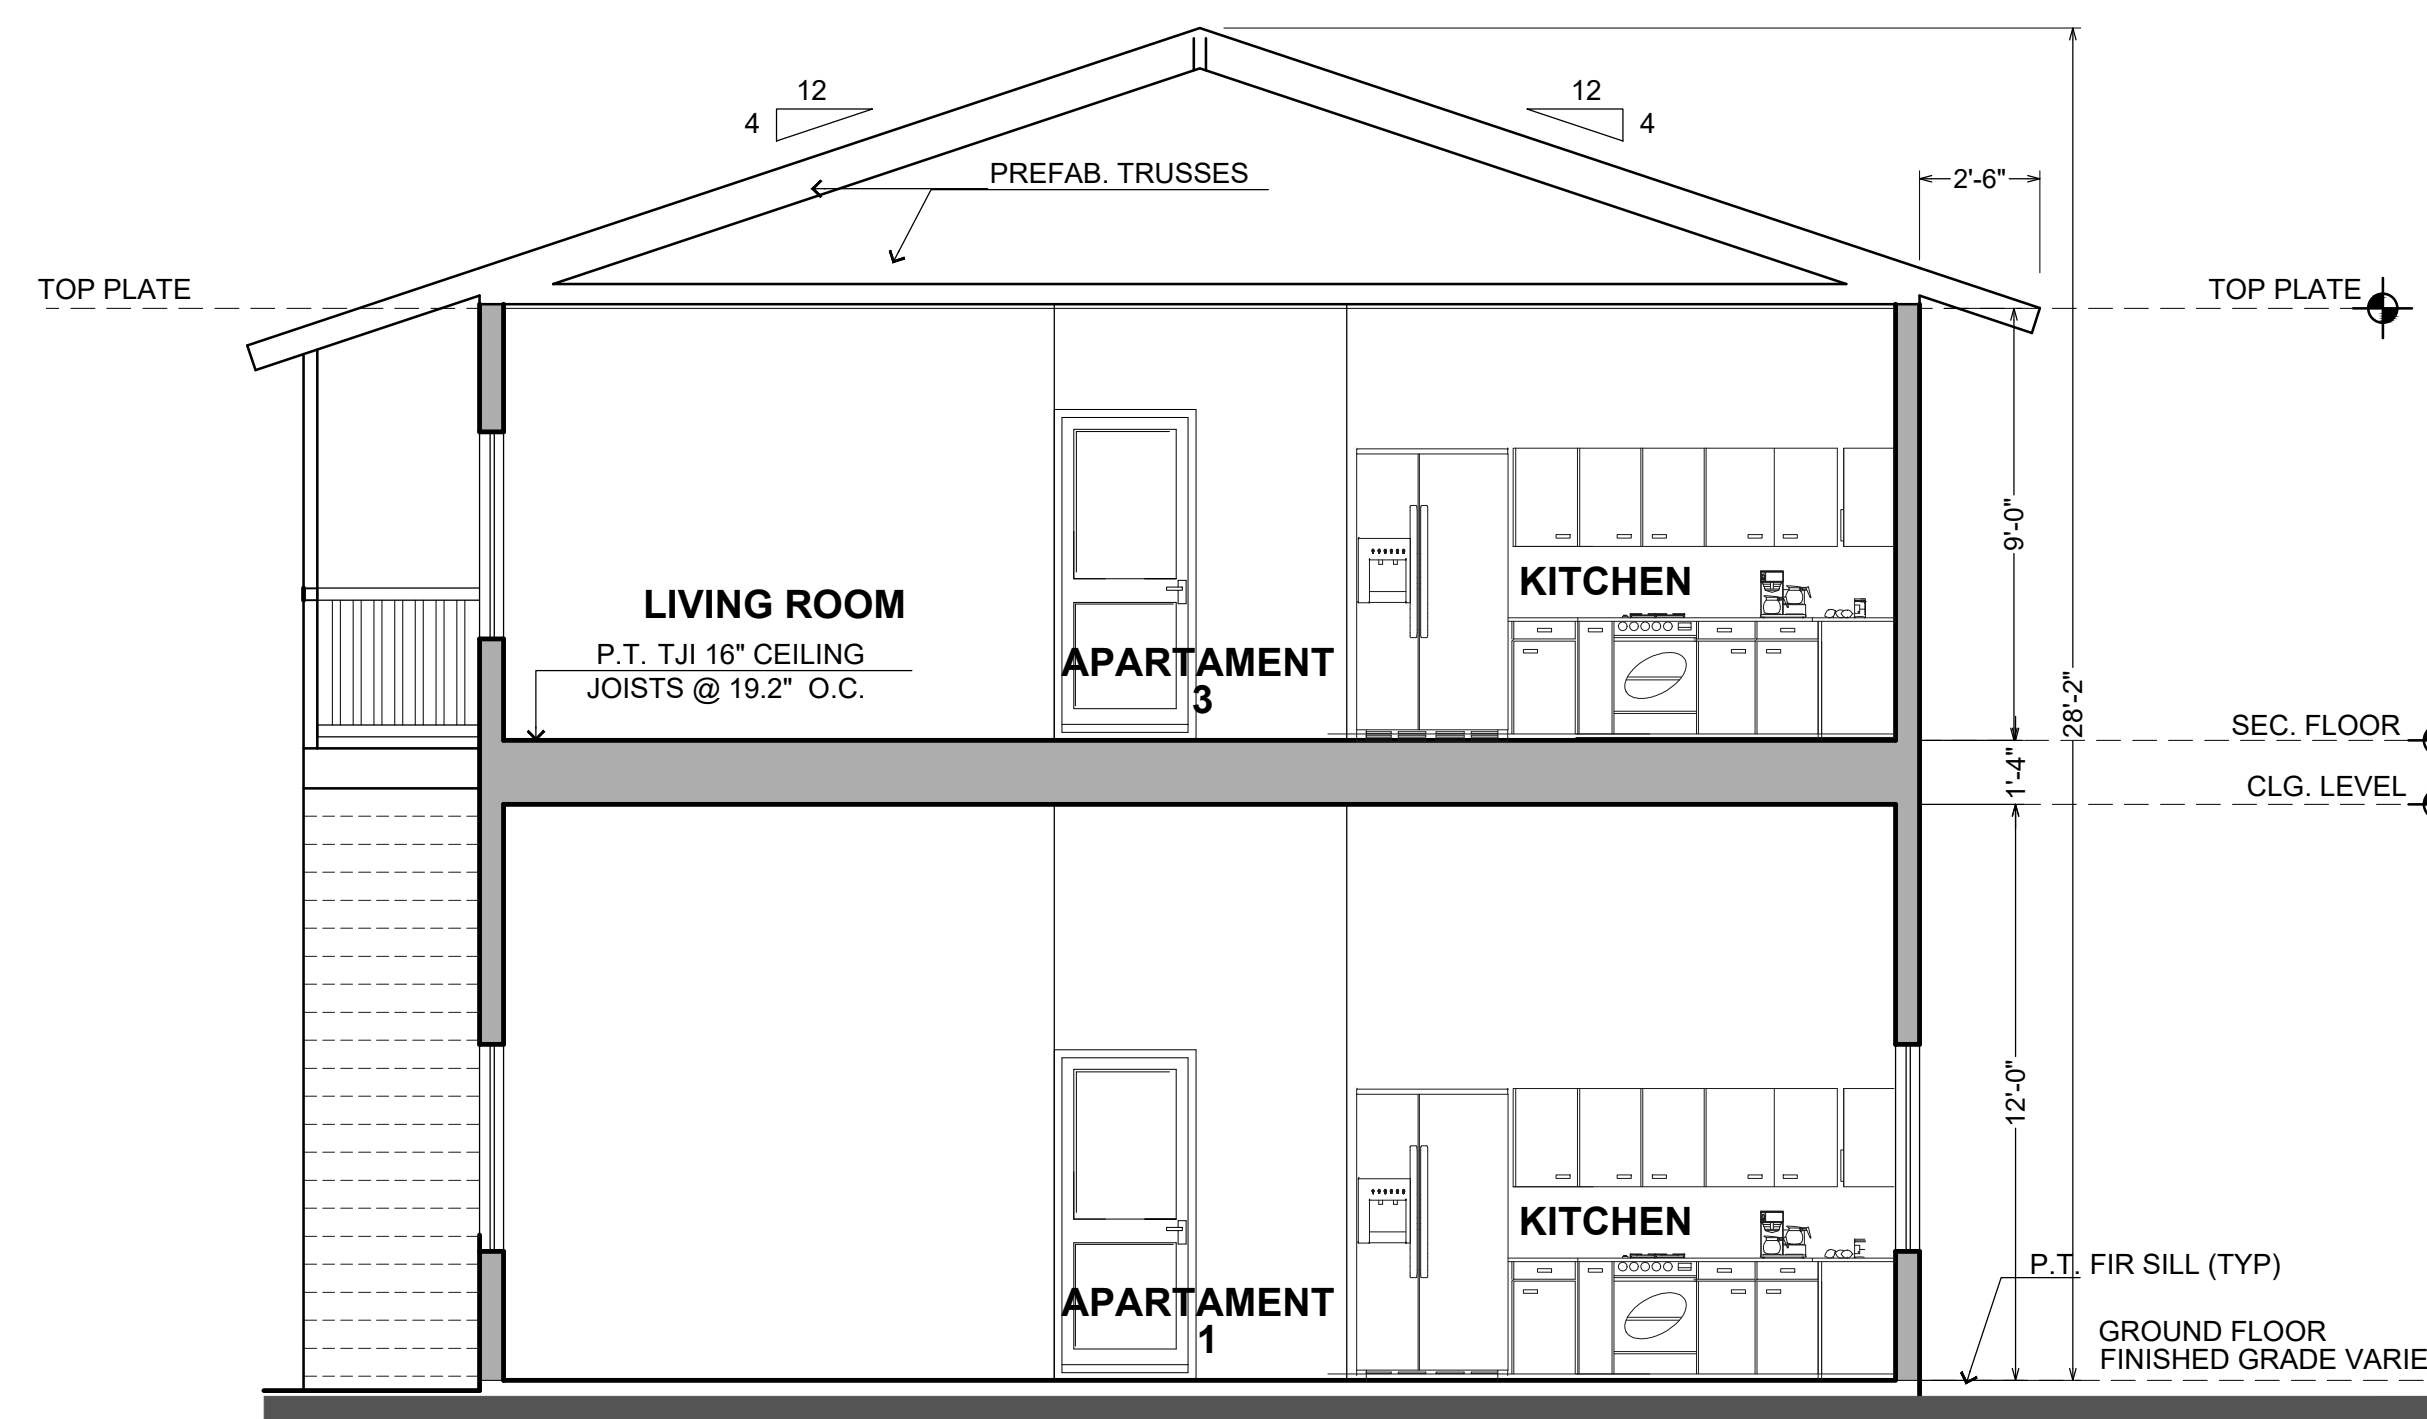 12
12
4
4
PREFAB. TRUSSES
2'-6"
TOP PLATE
TOP PLATE
9'-0"
KITCHEN
LIVING ROOM
P.T. TJI 16" CEILING
JOISTS @ 19.2" O.C.
APARTAMENT
3
28'-2"
SEC. FLOOR
1'-4"
CLG. LEVEL
12'-0"
KITCHEN
P.T. FIR SILL (TYP)
APARTAMENT
1
GROUND FLOOR
FINISHED GRADE VARIE